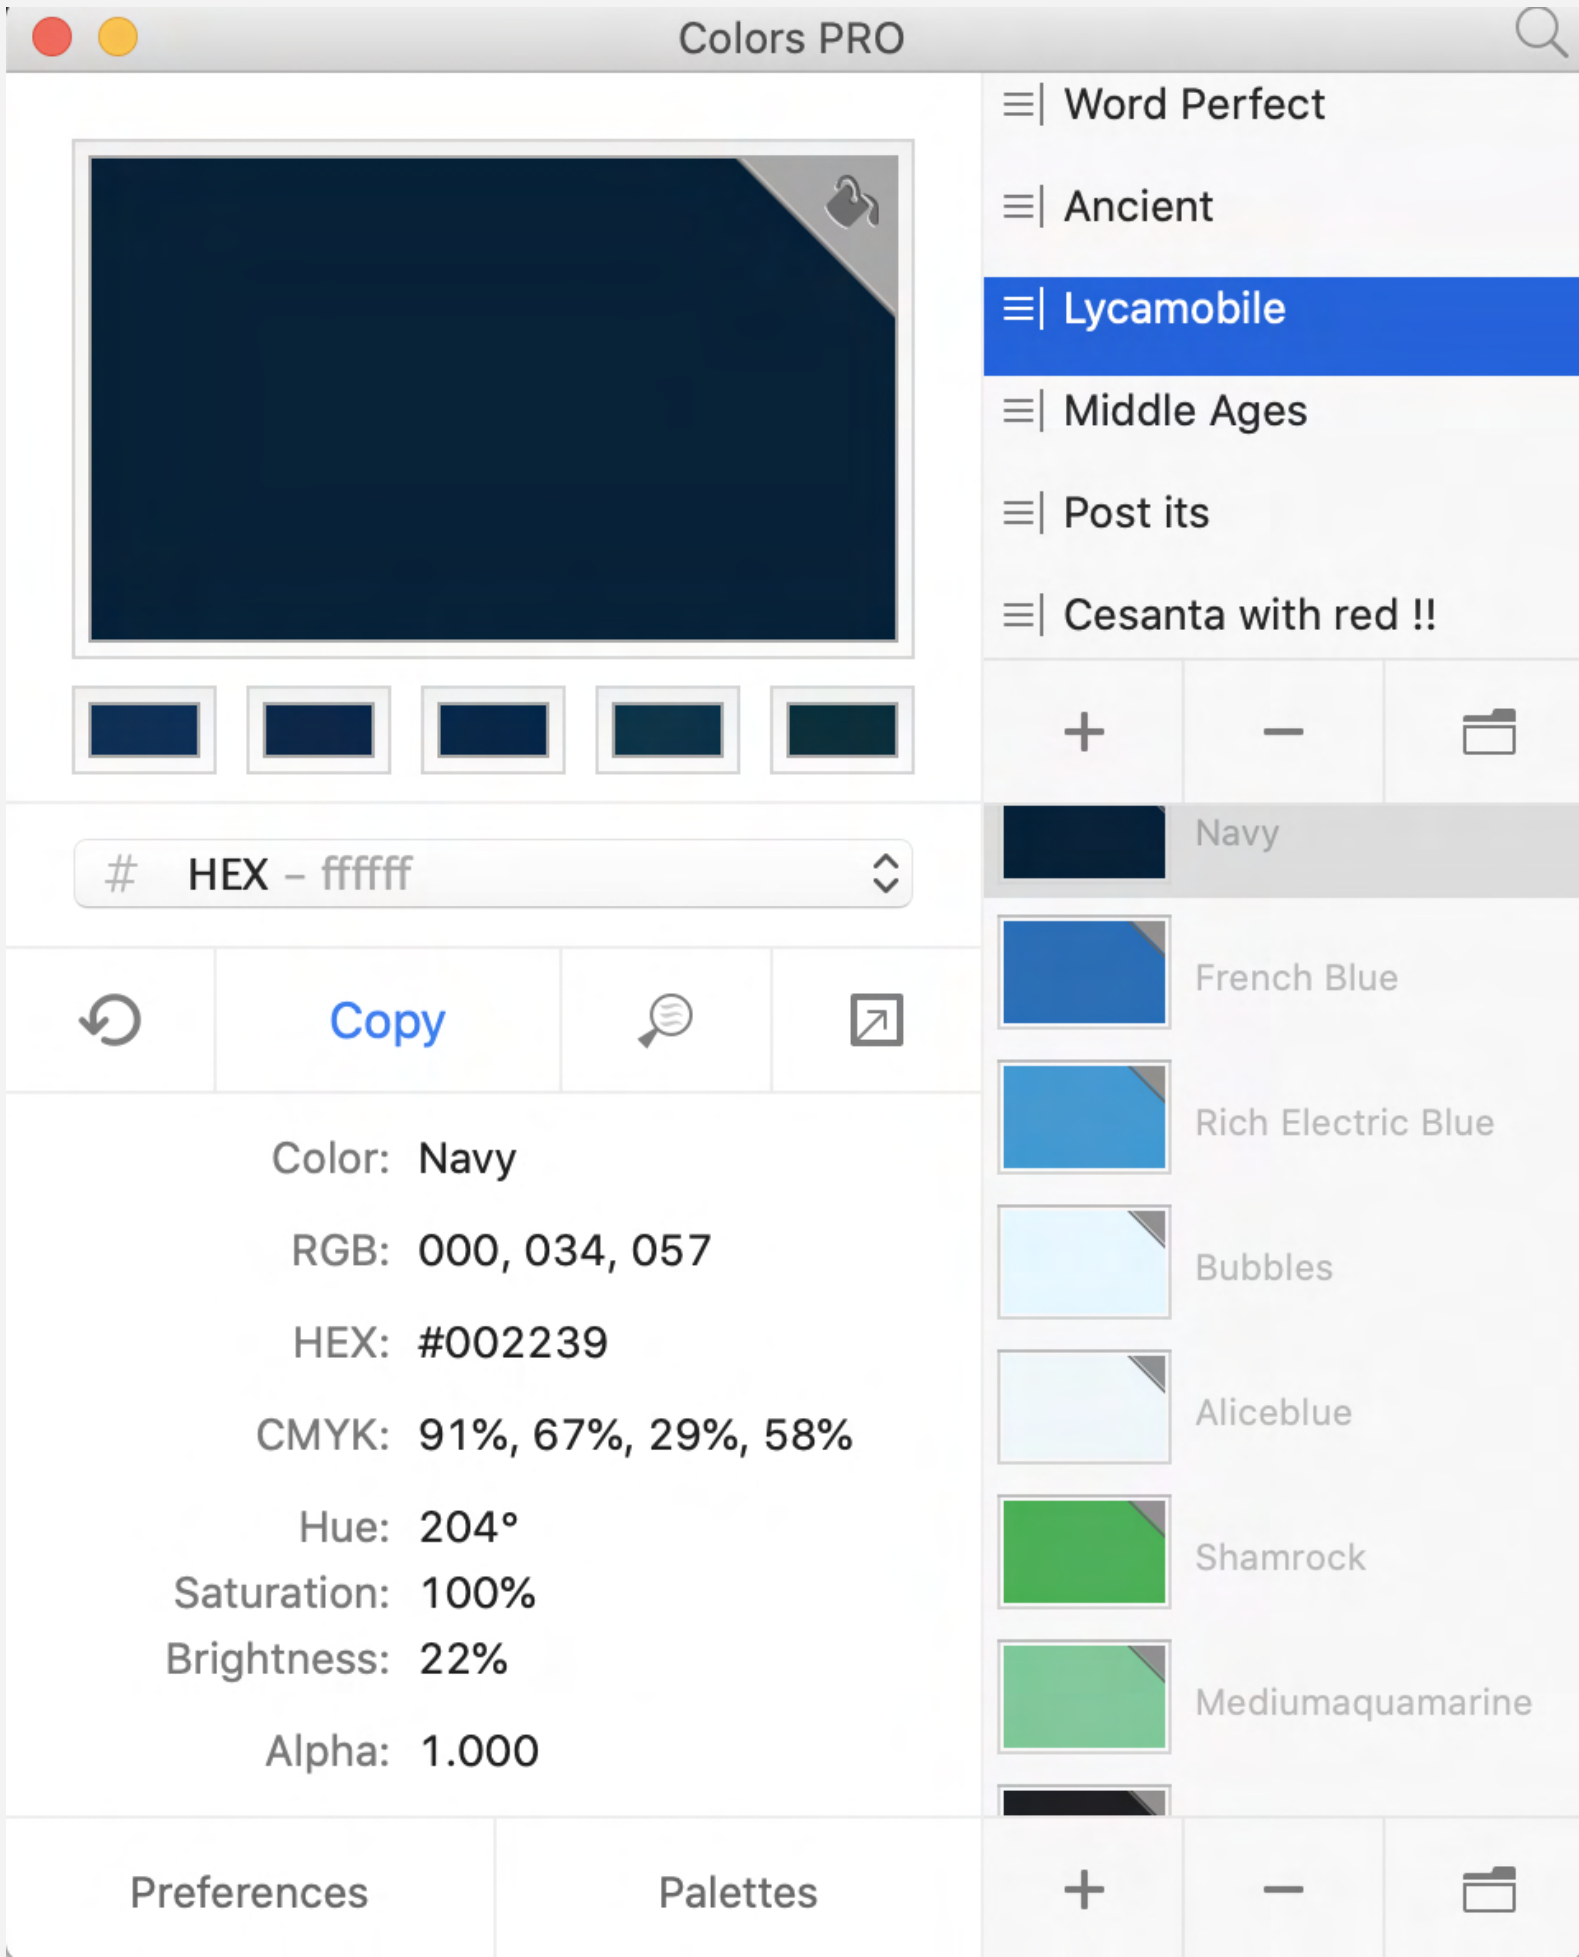 Colors PRO
Word Perfect
Ancient
Lycamobile
Middle Ages
Post its
Cesanta with red !!
# HEX – ffffff
Copy
Color: Navy
RGB: 000, 034, 057
HEX: #002239
CMYK: 91%, 67%, 29%, 58%
Hue: 204°
Saturation: 100%
Brightness: 22%
Alpha: 1.000
Preferences
Palettes
Navy
French Blue
Rich Electric Blue
Bubbles
Aliceblue
Shamrock
Mediumaquamarine